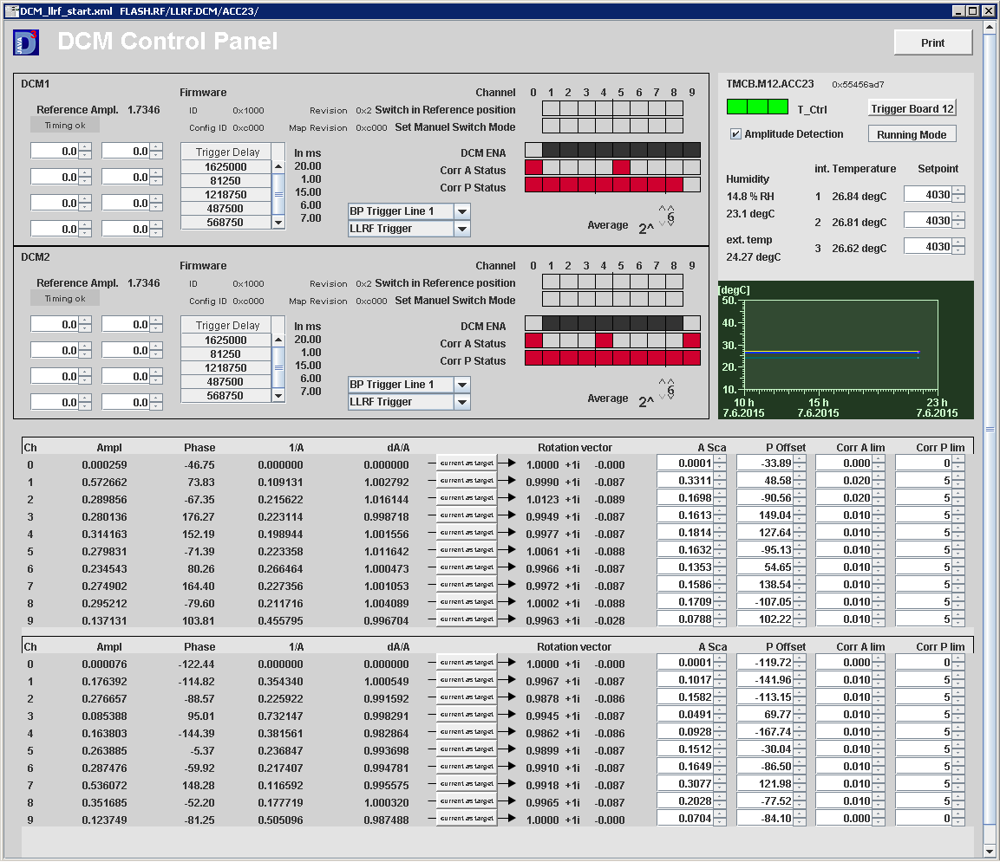 DCM_llrf_start.xml FLASH.RF/LLRF.DCM/ACC23/
JAVA D 3 DCM Control Panel Print
DCM1
Firmware Channel 0 1 2 3 4 5 6 7 8 9
Reference Ampl. 1.7346 ID 0x1000 Revision 0x2 Switch in Reference position
Timing ok Config ID 0xc000 Map Revision 0xc000 Set Manuel Switch Mode
0.0 0.0 Trigger Delay In ms DCM ENA
1625000 20.00 Corr A Status
0.0 0.0 81250 1.00 Corr P Status
1218750 15.00
0.0 0.0 487500 6.00 BP Trigger Line 1
568750 7.00 LLRF Trigger Average 2^ 6
0.0 0.0
DCM2
Firmware Channel 0 1 2 3 4 5 6 7 8 9
Reference Ampl. 1.7346 ID 0x1000 Revision 0x2 Switch in Reference position
Timing ok Config ID 0xc000 Map Revision 0xc000 Set Manuel Switch Mode
0.0 0.0 Trigger Delay In ms DCM ENA
1625000 20.00 Corr A Status
0.0 0.0 81250 1.00 Corr P Status
1218750 15.00
0.0 0.0 487500 6.00 BP Trigger Line 1
568750 7.00 LLRF Trigger Average 2^ 6
0.0 0.0
TMCB.M12.ACC23 0x55456ad7
T_Ctrl Trigger Board 12
Amplitude Detection Running Mode
int. Temperature Setpoint
Humidity
14.8 % RH 1 26.84 degC 4030
23.1 degC
2 26.81 degC 4030
ext. temp
24.27 degC 3 26.62 degC 4030
[degC]
50.
40.
30.
20.
10.
10 h 15 h 23 h
7.6.2015 7.6.2015 7.6.2015
Ch Ampl Phase 1/A dA/A Rotation vector A Sca P Offset Corr A lim Corr P lim
0 0.000259 -46.75 0.000000 0.000000 current as target 1.0000 +1i -0.000 0.0001 -33.89 0.000 0
1 0.572662 73.83 0.109131 1.002792 current as target 0.9990 +1i -0.087 0.3311 48.58 0.020 5
2 0.289856 -67.35 0.215622 1.016144 current as target 1.0123 +1i -0.089 0.1698 -90.56 0.020 5
3 0.280136 176.27 0.223114 0.998718 current as target 0.9949 +1i -0.087 0.1613 149.04 0.010 5
4 0.314163 152.19 0.198944 1.001556 current as target 0.9977 +1i -0.087 0.1814 127.64 0.010 5
5 0.279831 -71.39 0.223358 1.011642 current as target 1.0061 +1i -0.088 0.1632 -95.13 0.010 5
6 0.234543 80.26 0.266464 1.000473 current as target 0.9966 +1i -0.087 0.1353 54.65 0.010 5
7 0.274902 164.40 0.227356 1.001053 current as target 0.9972 +1i -0.087 0.1586 138.54 0.010 5
8 0.295212 -79.60 0.211716 1.004089 current as target 1.0002 +1i -0.088 0.1709 -107.05 0.010 5
9 0.137131 103.81 0.455795 0.996704 current as target 0.9963 +1i -0.028 0.0788 102.22 0.010 5
Ch Ampl Phase 1/A dA/A Rotation vector A Sca P Offset Corr A lim Corr P lim
0 0.000076 -122.44 0.000000 0.000000 current as target 1.0000 +1i -0.000 0.0001 -119.72 0.000 0
1 0.176392 -114.82 0.354340 1.000549 current as target 0.9967 +1i -0.087 0.1017 -141.96 0.010 5
2 0.276657 -88.57 0.225922 0.991592 current as target 0.9878 +1i -0.086 0.1582 -113.15 0.010 5
3 0.085388 95.01 0.732147 0.998291 current as target 0.9945 +1i -0.087 0.0491 69.77 0.010 5
4 0.163803 -144.39 0.381561 0.982864 current as target 0.9862 +1i -0.086 0.0928 -167.74 0.010 5
5 0.263885 -5.37 0.236847 0.993698 current as target 0.9899 +1i -0.087 0.1512 -30.04 0.010 5
6 0.287476 -59.92 0.217407 0.994781 current as target 0.9910 +1i -0.087 0.1649 -86.50 0.010 5
7 0.536072 148.28 0.116592 0.995575 current as target 0.9918 +1i -0.087 0.3077 121.98 0.010 5
8 0.351685 -52.20 0.177719 1.000320 current as target 0.9965 +1i -0.087 0.2028 -77.52 0.010 5
9 0.123749 -81.25 0.505096 0.987488 current as target 1.0000 +1i -0.000 0.0704 -84.10 0.000 0